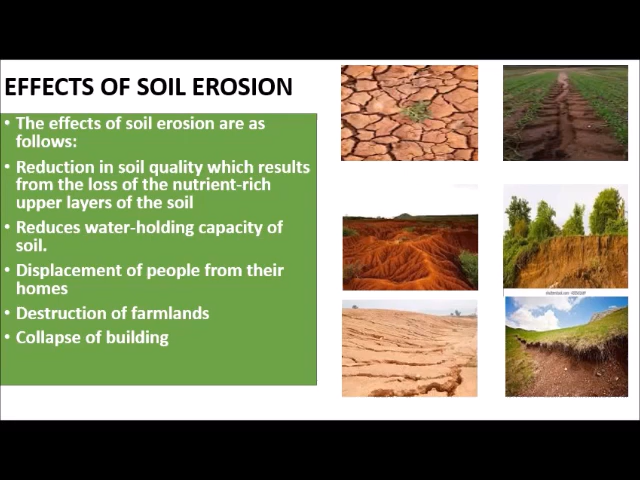 EFFECTS OF SOIL EROSION
• The effects of soil erosion are as
follows:
• Reduction in soil quality which results
from the loss of the nutrient-rich
upper layers of the soil
• Reduces water-holding capacity of
soil.
• Displacement of people from their
homes
• Destruction of farmlands
• Collapse of building